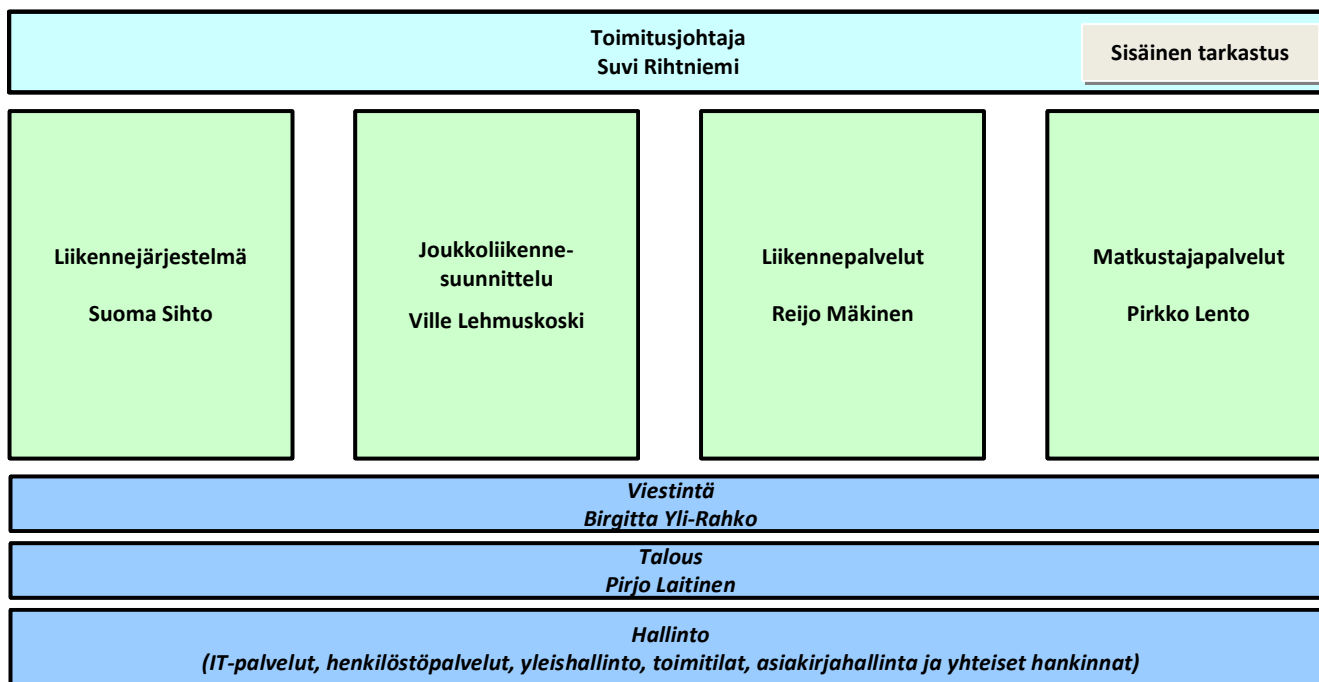 Toimitusjohtaja
Suvi Rihtniemi
Sisäinen tarkastus
Liikennejärjestelmä
Suoma Sihto
Joukkoliikenne-
suunnittelu
Ville Lehmuskoski
Liikennepalvelut
Reijo Mäkinen
Matkustajapalvelut
Pirkko Lento
Viestintä
Birgitta Yli-Rahko
Talous
Pirjo Laitinen
Hallinto
(IT-palvelut, henkilöstöpalvelut, yleishallinto, toimitilat, asiakirjahallinta ja yhteiset hankinnat)